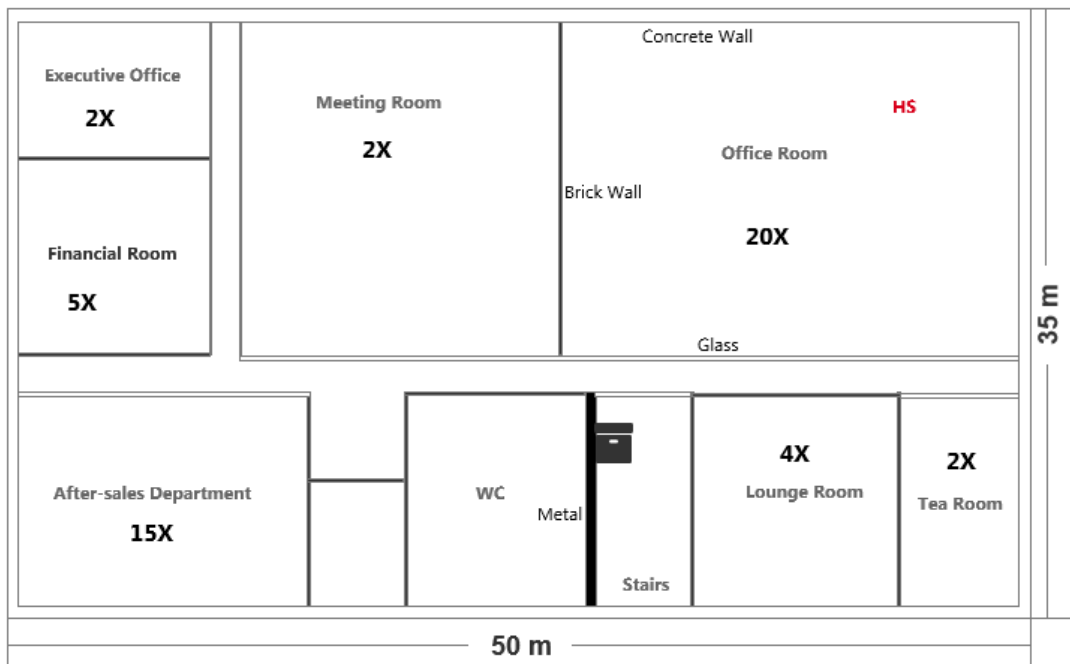 Concrete Wall
Executive Office
2X
Meeting Room
2X
HS
Office Room
Brick Wall
20X
Financial Room
5X
Glass
35 m
4X
2X
After-sales Department
WC
Lounge Room
Tea Room
15X
Metal
Stairs
50 m